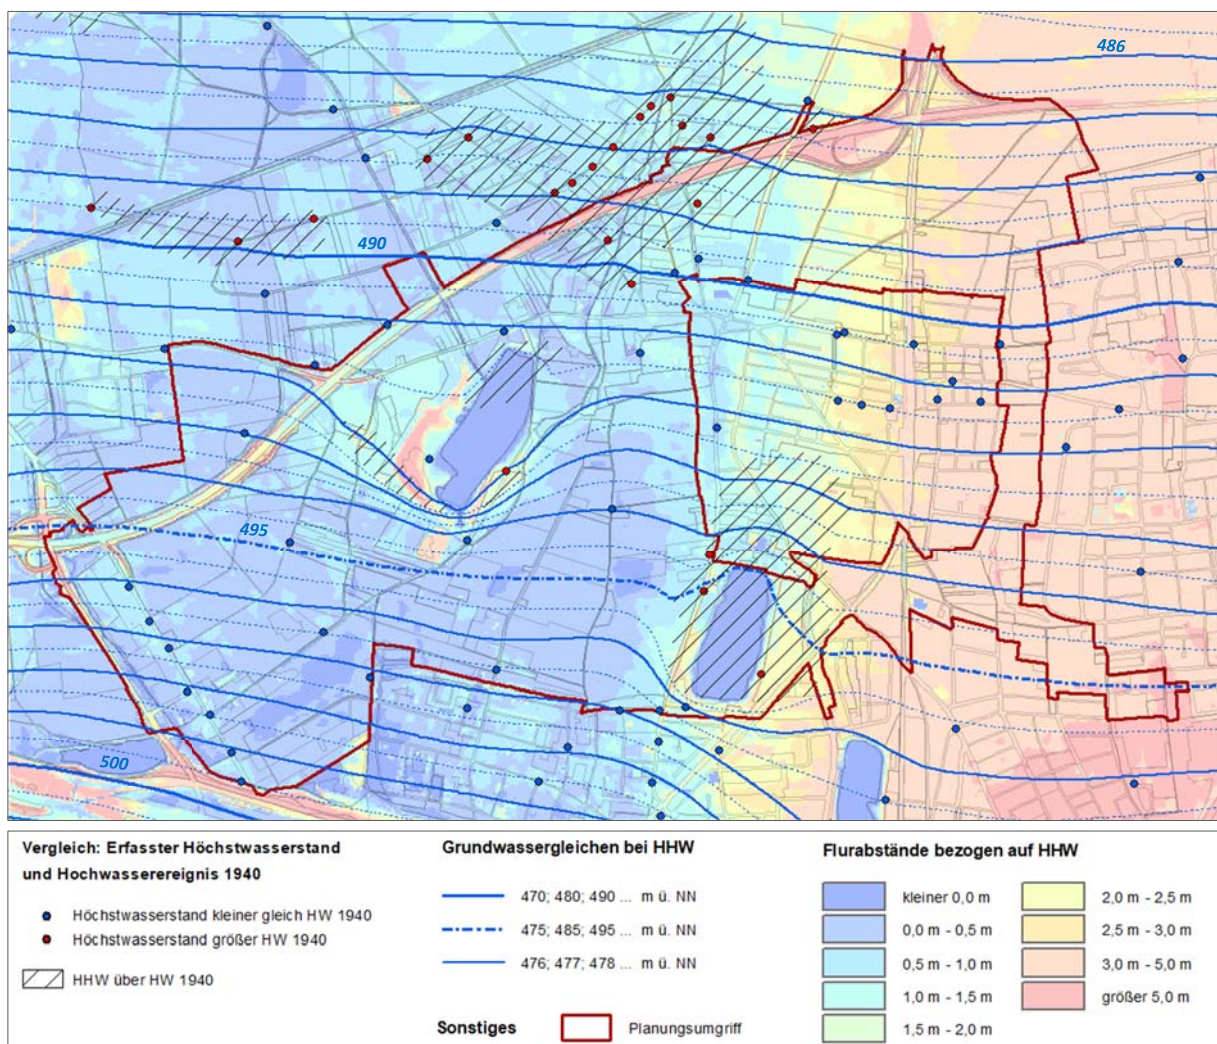 486
490
495
500
Vergleich: Erfasster Höchstwasserstand
und Hochwasserereignis 1940
Höchstwasserstand kleiner gleich HW 1940
Höchstwasserstand größer HW 1940
HHW über HW 1940
Grundwassergleichen bei HHW
470; 480; 490 ... m ü. NN
475; 485; 495 ... m ü. NN
476; 477; 478 ... m ü. NN
Sonstiges
Planungsumgriff
Flurabstände bezogen auf HHW
kleiner 0,0 m
0,0 m - 0,5 m
0,5 m - 1,0 m
1,0 m - 1,5 m
1,5 m - 2,0 m
2,0 m - 2,5 m
2,5 m - 3,0 m
3,0 m - 5,0 m
größer 5,0 m